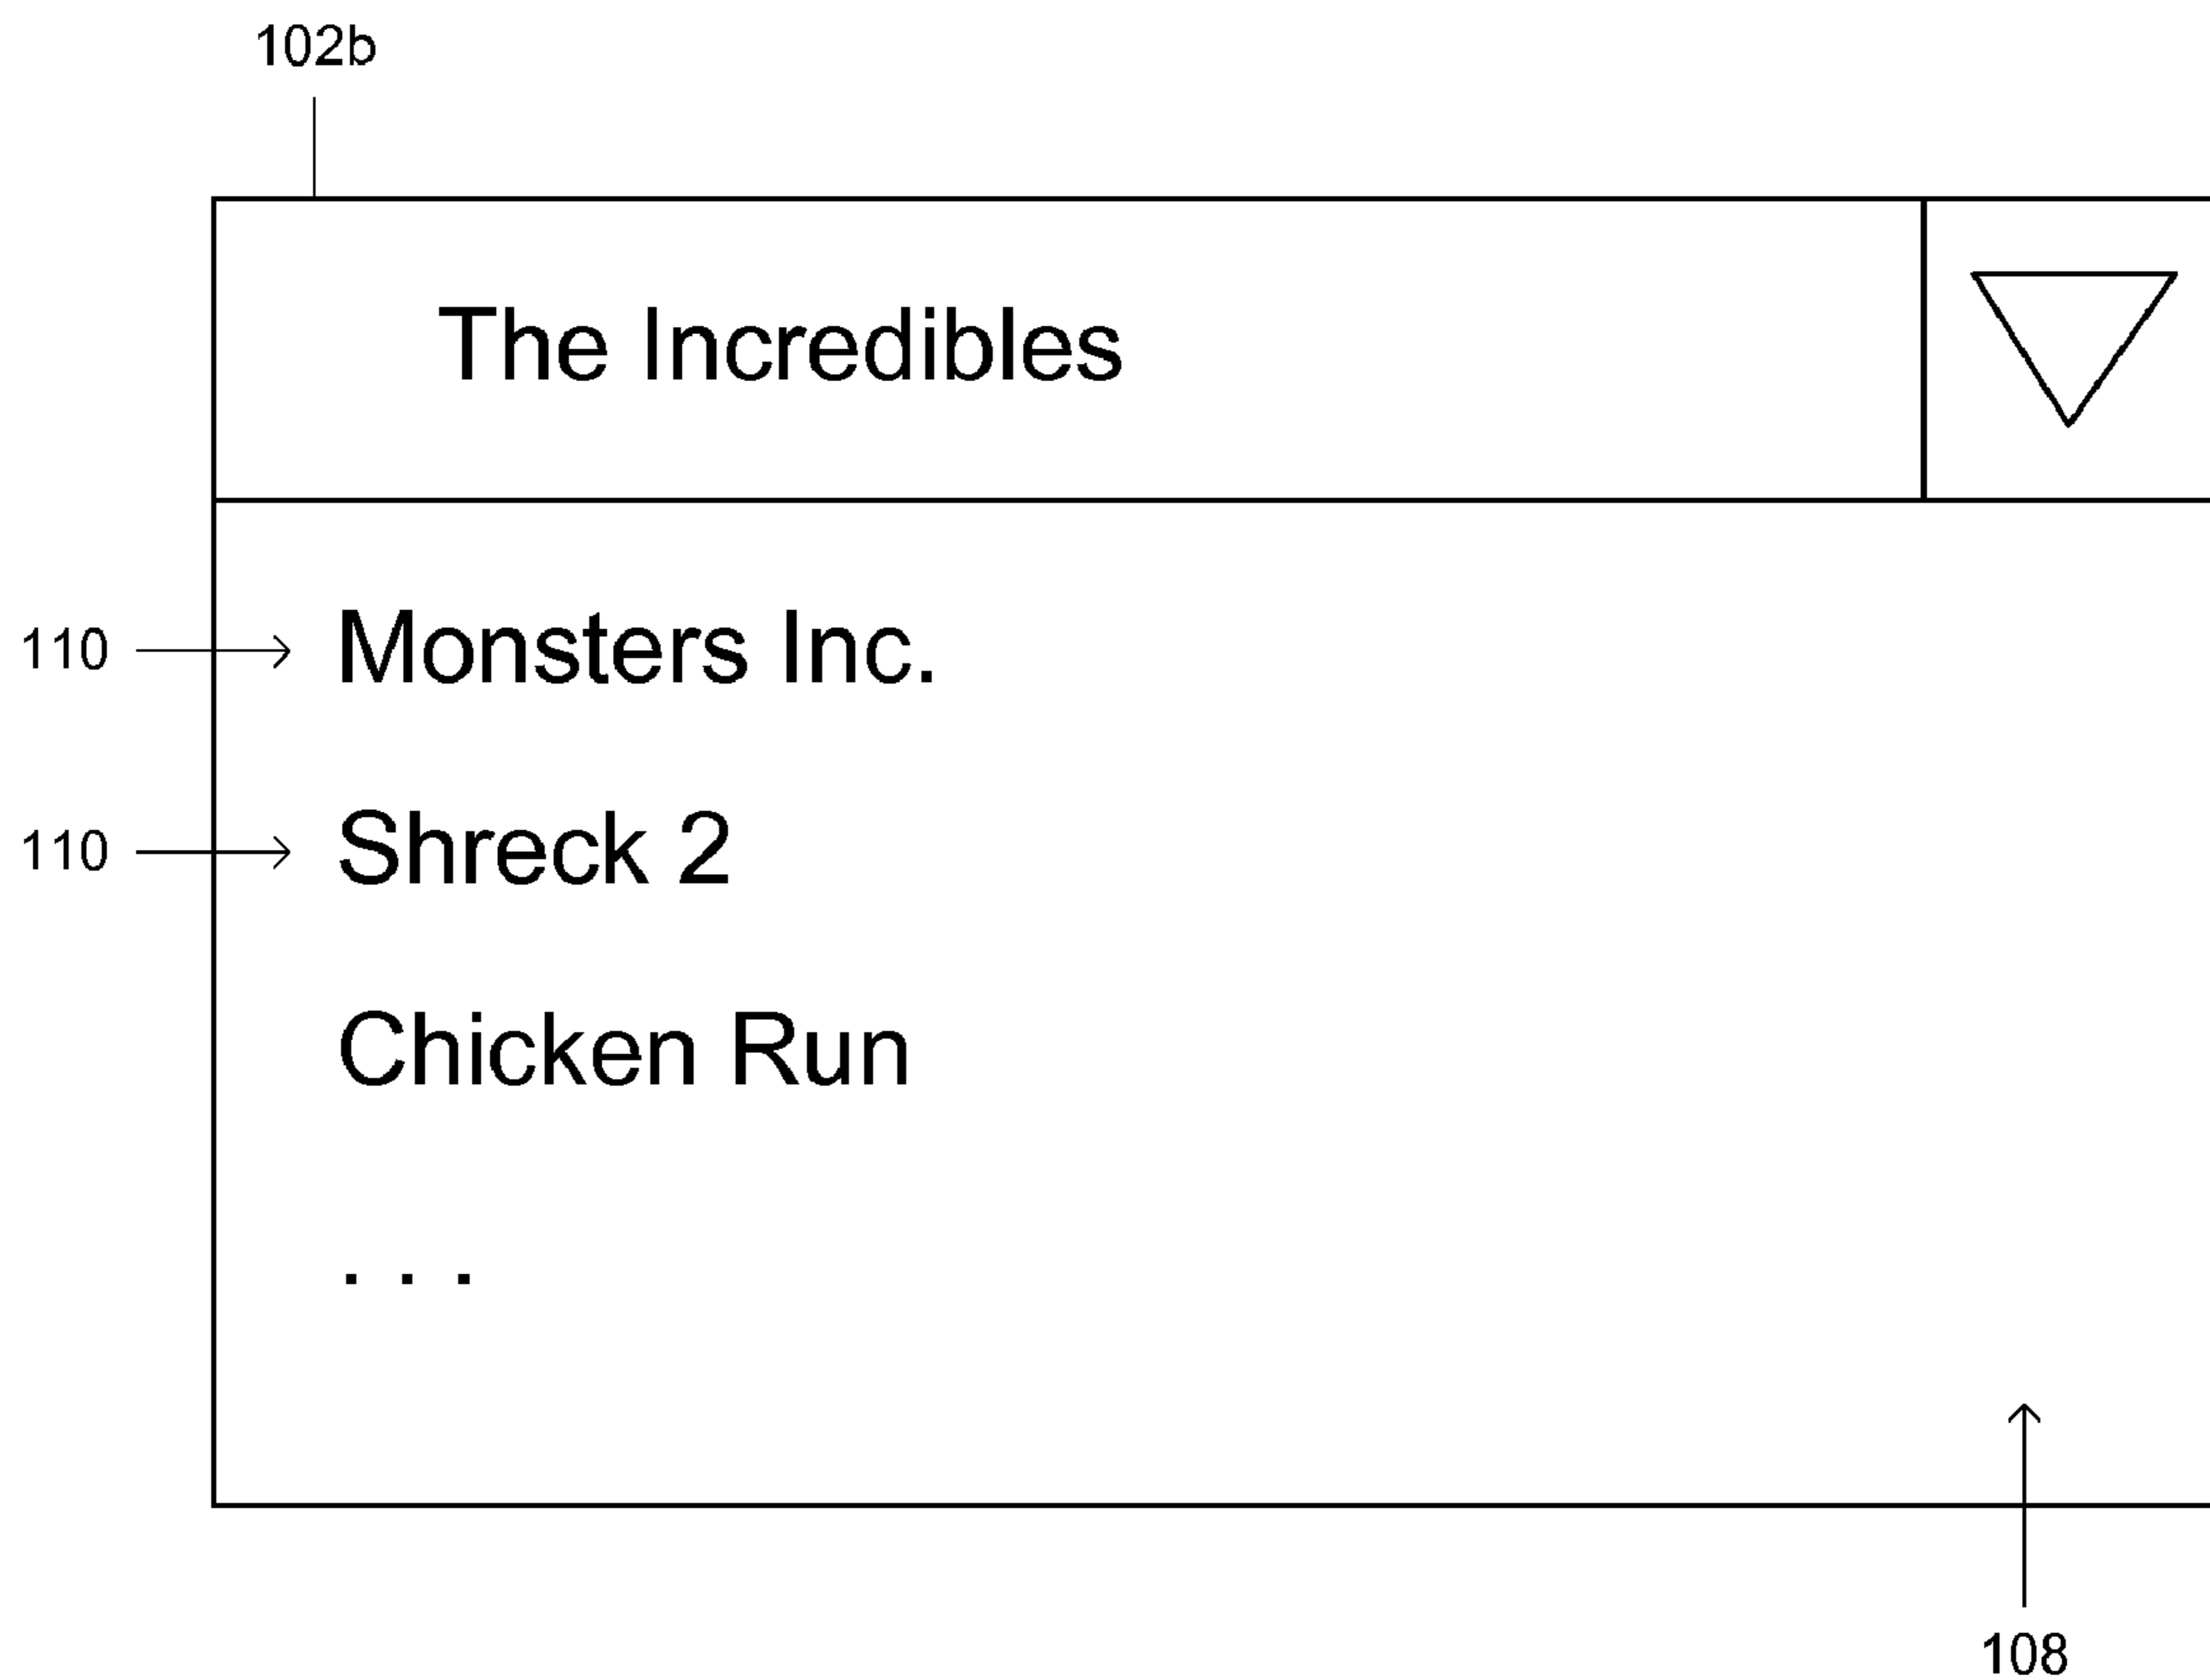 102b
The Incredibles
110 Monsters Inc.
110 Shreck 2
Chicken Run
. . .
108